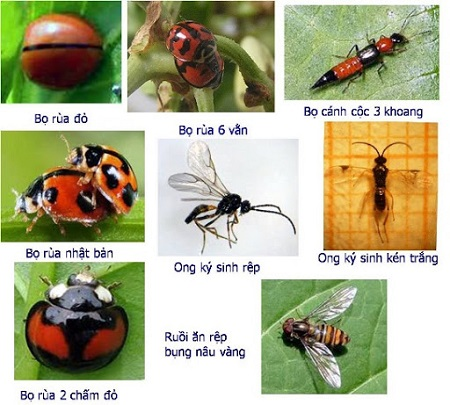 Bọ rùa đỏ
Bọ rùa 6 vằn
Bọ cánh cộc 3 khoang
Bọ rùa nhật bản
Ong ký sinh rệp
Ong ký sinh kén trắng
Bọ rùa 2 chấm đỏ
Ruồi ăn rệp
bụng nâu vàng